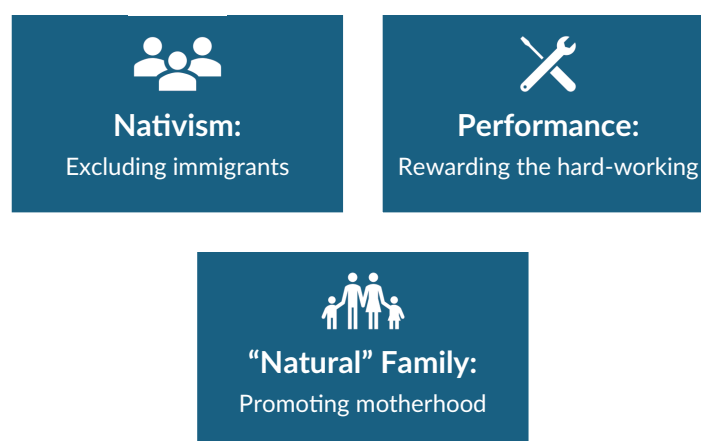 Nativism:
Excluding immigrants
Performance:
Rewarding the hard-working
“Natural” Family:
Promoting motherhood